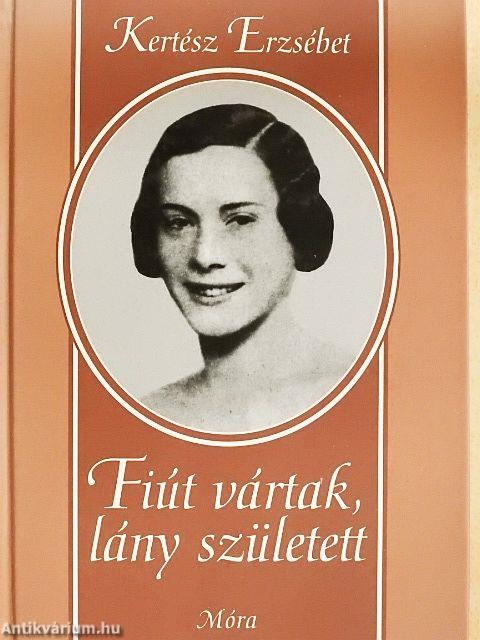 Kertész Erzsébet
Fiút vártak,
lány született
Móra
Antikvárium.hu